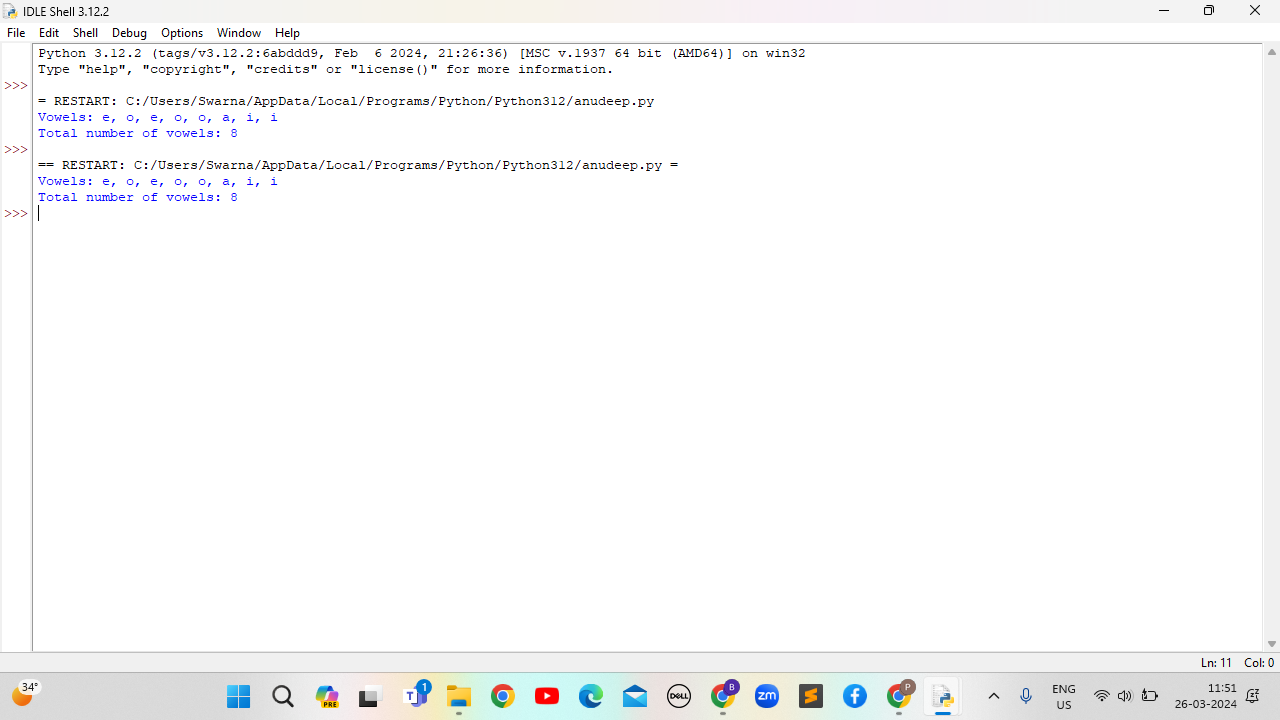 IDLE Shell 3.12.2
File Edit Shell Debug Options Window Help
Python 3.12.2 (tags/v3.12.2:6abddd9, Feb  6 2024, 21:26:36) [MSC v.1937 64 bit (AMD64)] on win32
Type "help", "copyright", "credits" or "license()" for more information.
>>>
= RESTART: C:/Users/Swarna/AppData/Local/Programs/Python/Python312/anudeep.py
Vowels: e, o, e, o, o, a, i, i
Total number of vowels: 8
>>>
== RESTART: C:/Users/Swarna/AppData/Local/Programs/Python/Python312/anudeep.py =
Vowels: e, o, e, o, o, a, i, i
Total number of vowels: 8
>>>
Ln: 11 Col: 0
34°
PRE
T 1
DELL
B
zm
P
ENG
US
11:51
26-03-2024